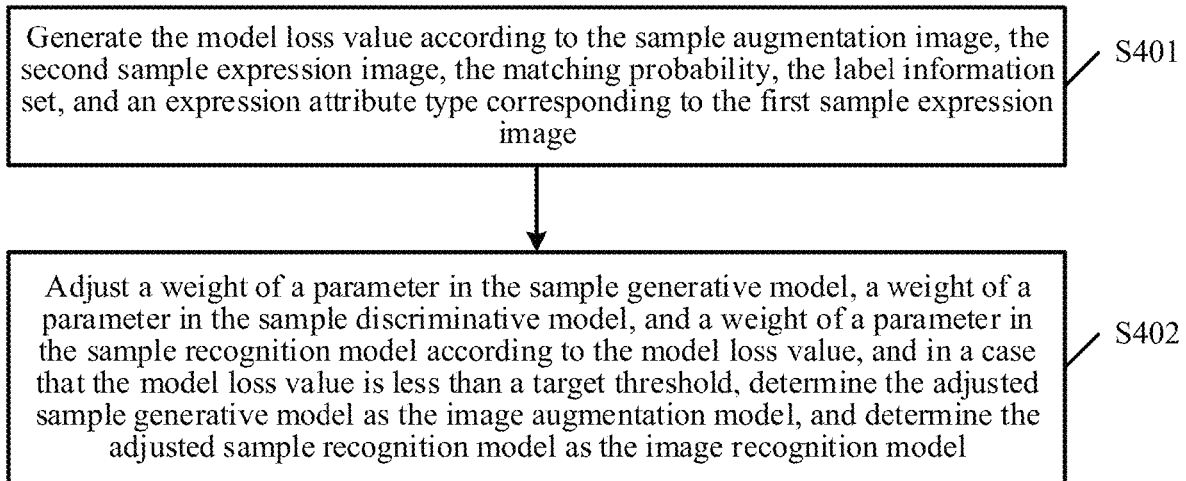 Generate the model loss value according to the sample augmentation image, the
second sample expression image, the matching probability, the label information
set, and an expression attribute type corresponding to the first sample expression
image
S401
Adjust a weight of a parameter in the sample generative model, a weight of a
parameter in the sample discriminative model, and a weight of a parameter in
the sample recognition model according to the model loss value, and in a case
that the model loss value is less than a target threshold, determine the adjusted
sample generative model as the image augmentation model, and determine the
adjusted sample recognition model as the image recognition model
S402